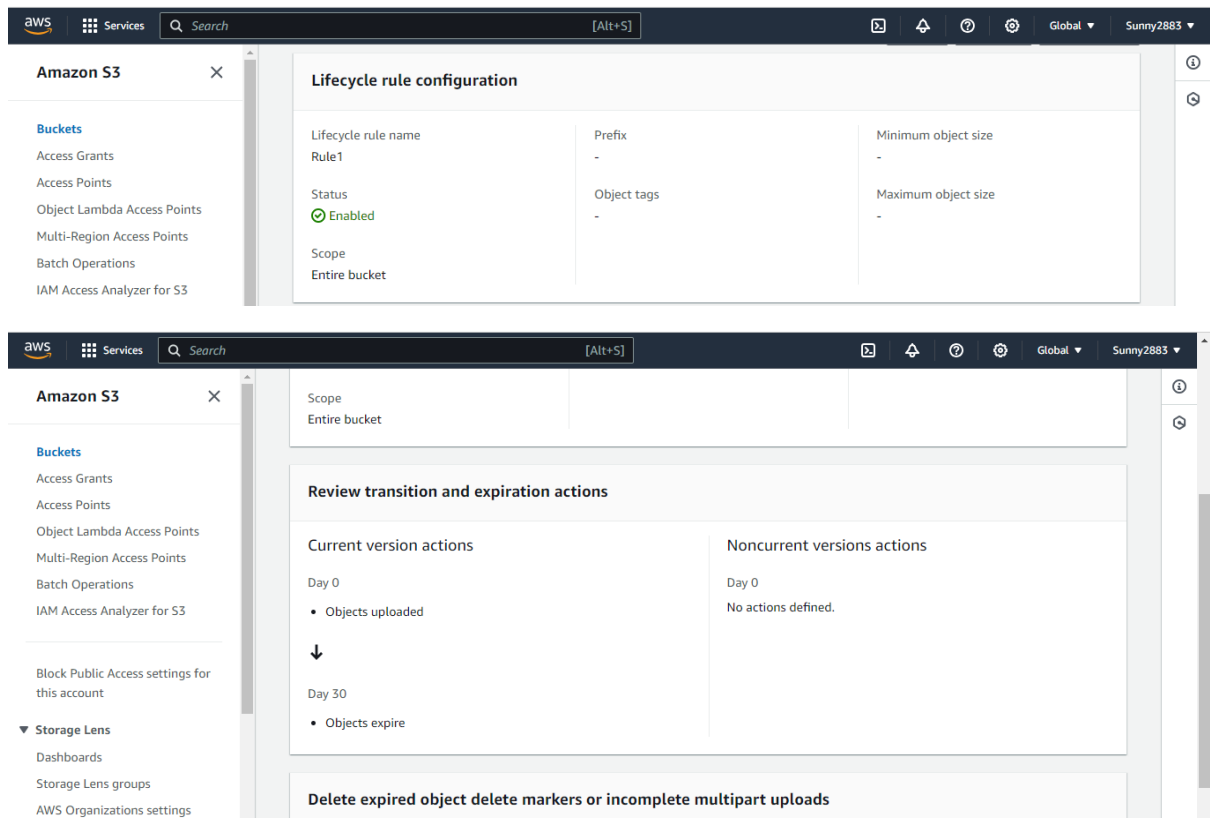 aws
Services
Search
[Alt+S]
Global
Sunny2883
Amazon S3
Buckets
Access Grants
Access Points
Object Lambda Access Points
Multi-Region Access Points
Batch Operations
IAM Access Analyzer for S3
Lifecycle rule configuration
Lifecycle rule name
Rule1
Status
Enabled
Scope
Entire bucket
Prefix
-
Object tags
-
Minimum object size
-
Maximum object size
-
aws
Services
Search
[Alt+S]
Global
Sunny2883
Amazon S3
Buckets
Access Grants
Access Points
Object Lambda Access Points
Multi-Region Access Points
Batch Operations
IAM Access Analyzer for S3
Block Public Access settings for
this account
Storage Lens
Dashboards
Storage Lens groups
AWS Organizations settings
Scope
Entire bucket
Review transition and expiration actions
Current version actions
Day 0
• Objects uploaded
↓
Day 30
• Objects expire
Noncurrent versions actions
Day 0
No actions defined.
Delete expired object delete markers or incomplete multipart uploads